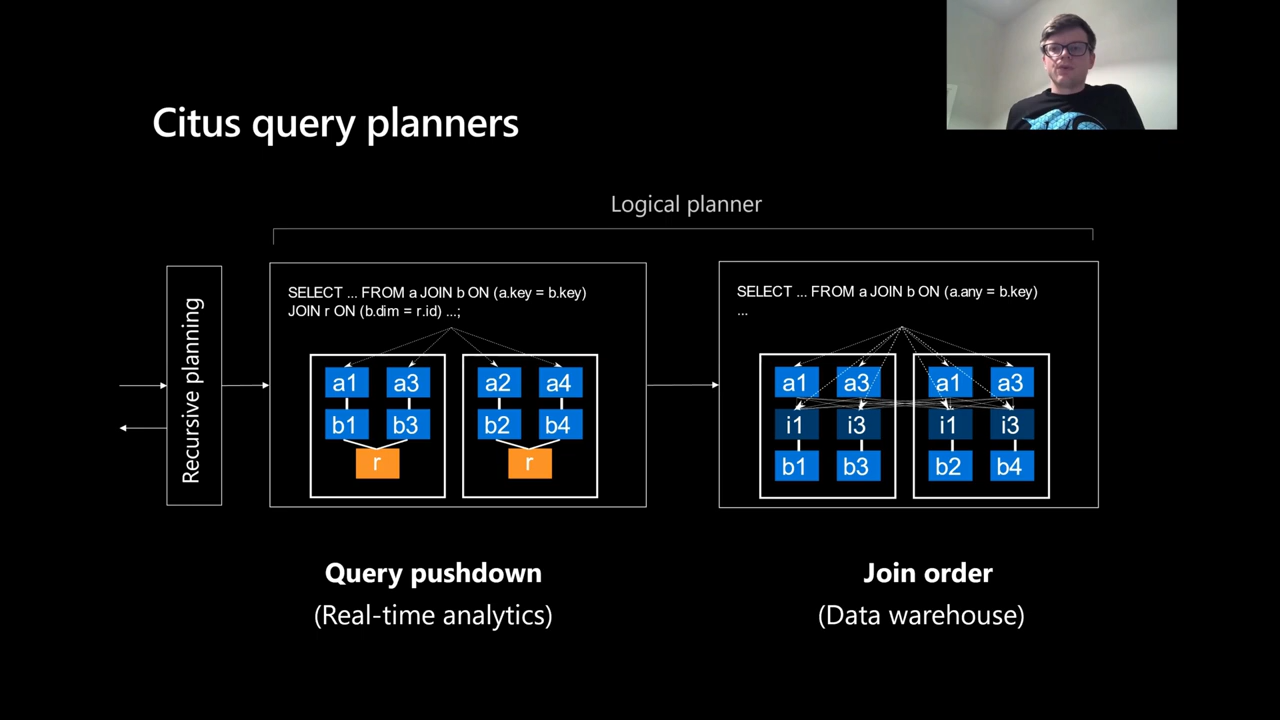 Citus query planners
Logical planner
Recursive planning
SELECT ... FROM a JOIN b ON (a.key = b.key)
JOIN r ON (b.dim = r.id) ...;
a1 a3 a2 a4
b1 b3 b2 b4
r r
SELECT ... FROM a JOIN b ON (a.any = b.key)
...
a1 a3 a1 a3
i1 i3 i1 i3
b1 b3 b2 b4
Query pushdown
(Real-time analytics)
Join order
(Data warehouse)